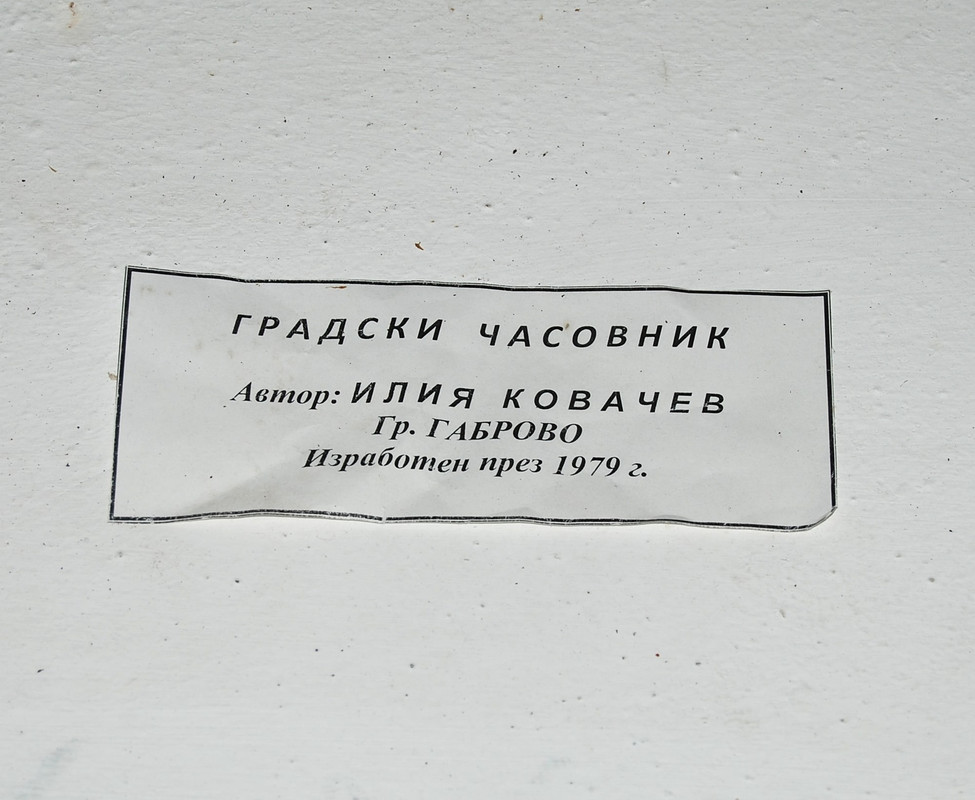 ГРАДСКИ ЧАСОВНИК
Автор: ИЛИЯ КОВАЧЕВ
Гр. ГАБРОВО
Изработен през 1979 г.